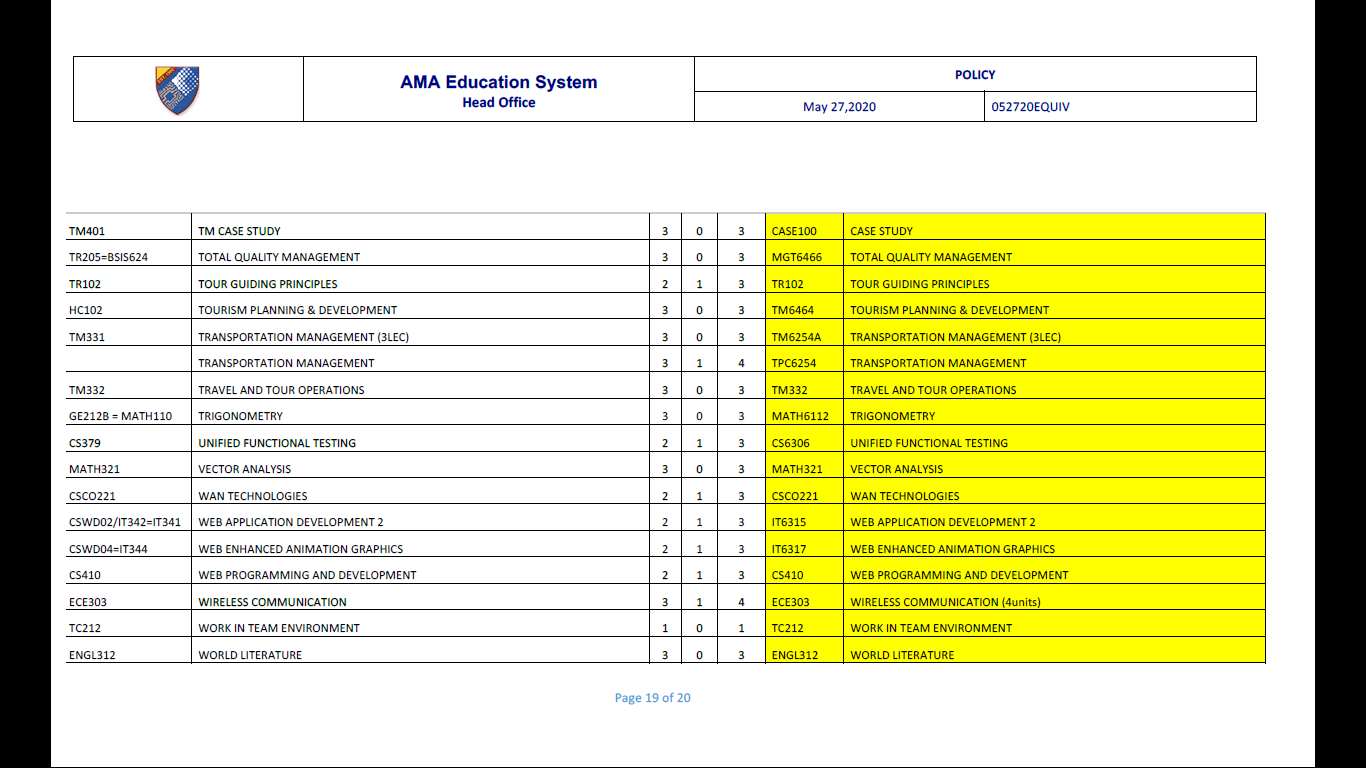 AMA Education System
Head Office
POLICY
May 27,2020 052720EQUIV
TM401 TM CASE STUDY 3 0 3 CASE100 CASE STUDY
TR205=BSIS624 TOTAL QUALITY MANAGEMENT 3 0 3 MGT6466 TOTAL QUALITY MANAGEMENT
TR102 TOUR GUIDING PRINCIPLES 2 1 3 TR102 TOUR GUIDING PRINCIPLES
HC102 TOURISM PLANNING & DEVELOPMENT 3 0 3 TM6464 TOURISM PLANNING & DEVELOPMENT
TM331 TRANSPORTATION MANAGEMENT (3LEC) 3 0 3 TM6254A TRANSPORTATION MANAGEMENT (3LEC)
TRANSPORTATION MANAGEMENT 3 1 4 TPC6254 TRANSPORTATION MANAGEMENT
TM332 TRAVEL AND TOUR OPERATIONS 3 0 3 TM332 TRAVEL AND TOUR OPERATIONS
GE212B = MATH110 TRIGONOMETRY 3 0 3 MATH6112 TRIGONOMETRY
CS379 UNIFIED FUNCTIONAL TESTING 2 1 3 CS6306 UNIFIED FUNCTIONAL TESTING
MATH321 VECTOR ANALYSIS 3 0 3 MATH321 VECTOR ANALYSIS
CSCO221 WAN TECHNOLOGIES 2 1 3 CSCO221 WAN TECHNOLOGIES
CSWD02/IT342=IT341 WEB APPLICATION DEVELOPMENT 2 2 1 3 IT6315 WEB APPLICATION DEVELOPMENT 2
CSWD04=IT344 WEB ENHANCED ANIMATION GRAPHICS 2 1 3 IT6317 WEB ENHANCED ANIMATION GRAPHICS
CS410 WEB PROGRAMMING AND DEVELOPMENT 2 1 3 CS410 WEB PROGRAMMING AND DEVELOPMENT
ECE303 WIRELESS COMMUNICATION 3 1 4 ECE303 WIRELESS COMMUNICATION (4units)
TC212 WORK IN TEAM ENVIRONMENT 1 0 1 TC212 WORK IN TEAM ENVIRONMENT
ENGL312 WORLD LITERATURE 3 0 3 ENGL312 WORLD LITERATURE
Page 19 of 20